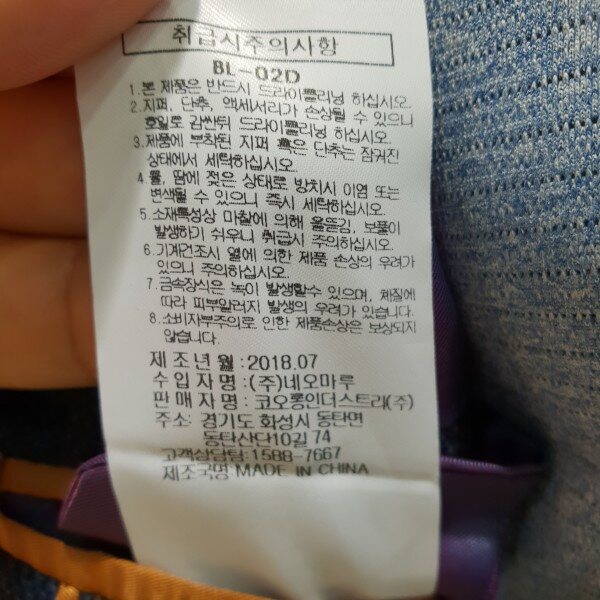 취급시주의사항
BL-02D
1. 본 제품은 반드시 드라이클리닝 하십시오.
2. 지퍼, 단추, 액세서리가 손상될 수 있으니
호일로 감싼뒤 드라이클리닝 하십시오.
3. 제품에 부착된 지퍼 혹은 단추는 잠궈진
상태에서 세탁하십시오.
4. 물, 땀에 젖은 상태로 방치시 이염 또는
변색될 수 있으니 즉시 세탁하십시오.
5. 소재특성상 마찰에 의해 올뜯김, 보풀이
발생하기 쉬우니 취급시 주의하십시오.
6. 기계건조시 열에 의한 제품 손상의 우려가
있으니 주의하십시오.
7. 금속장식은 녹이 발생할수 있으며, 체질에
따라 피부알러지 발생의 우려가 있습니다.
8. 소비자부주의로 인한 제품손상은 보상되지
않습니다.
제 조 년 월 : 2018.07
수 입 자 명 : (주)네오마루
판 매 자 명 : 코오롱인더스트리(주)
주소: 경기도 화성시 동탄면
동탄산단10길 74
고객상담팀: 1588-7667
제조국명 MADE IN CHINA